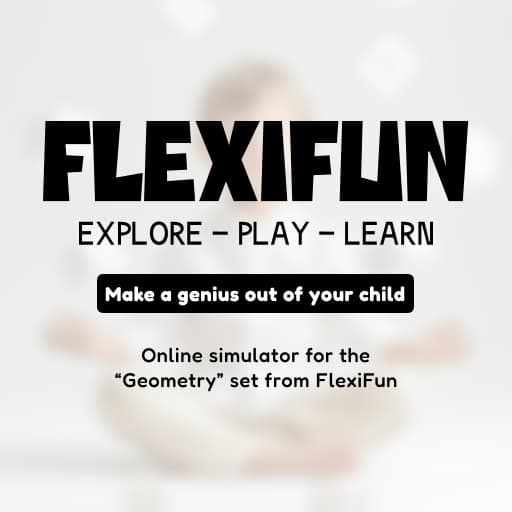 FLEXIFUN
EXPLORE – PLAY – LEARN
Make a genius out of your child
Online simulator for the
“Geometry” set from FlexiFun